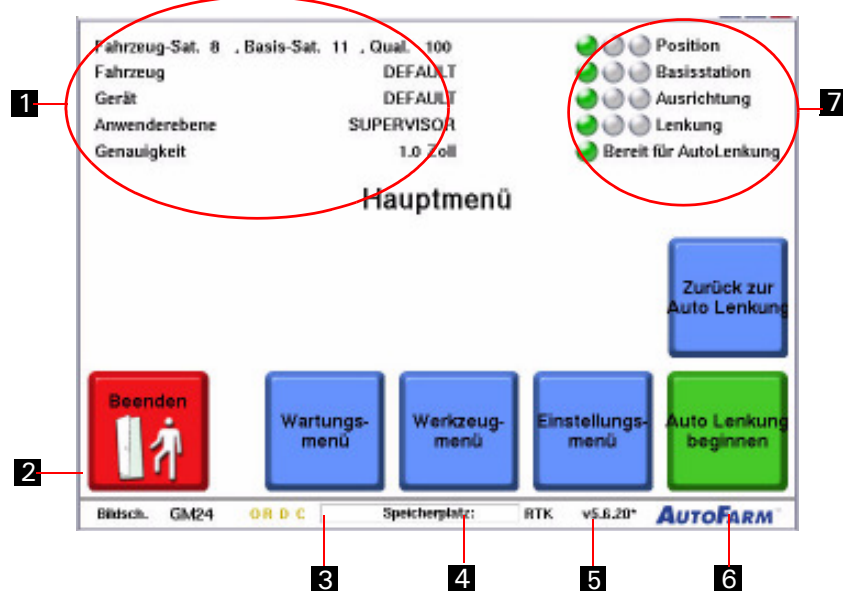 Fahrzeug-Sat. 8 , Basis-Sat. 11 , Qual. 100
Position
Fahrzeug DEFAULT
Basisstation
1
Gerät DEFAULT
Ausrichtung
7
Anwenderebene SUPERVISOR
Lenkung
Genauigkeit 1.0 Zoll
Bereit für AutoLenkung
Hauptmenü
Zurück zur
Auto Lenkung
Beenden
Wartungs-
menü
Werkzeug-
menü
Einstellungs-
menü
Auto Lenkung
beginnen
2
Bildsch. GM24 O R D C Speicherplatz: RTK v5.6.20* AUTOFARM
3 4 5 6